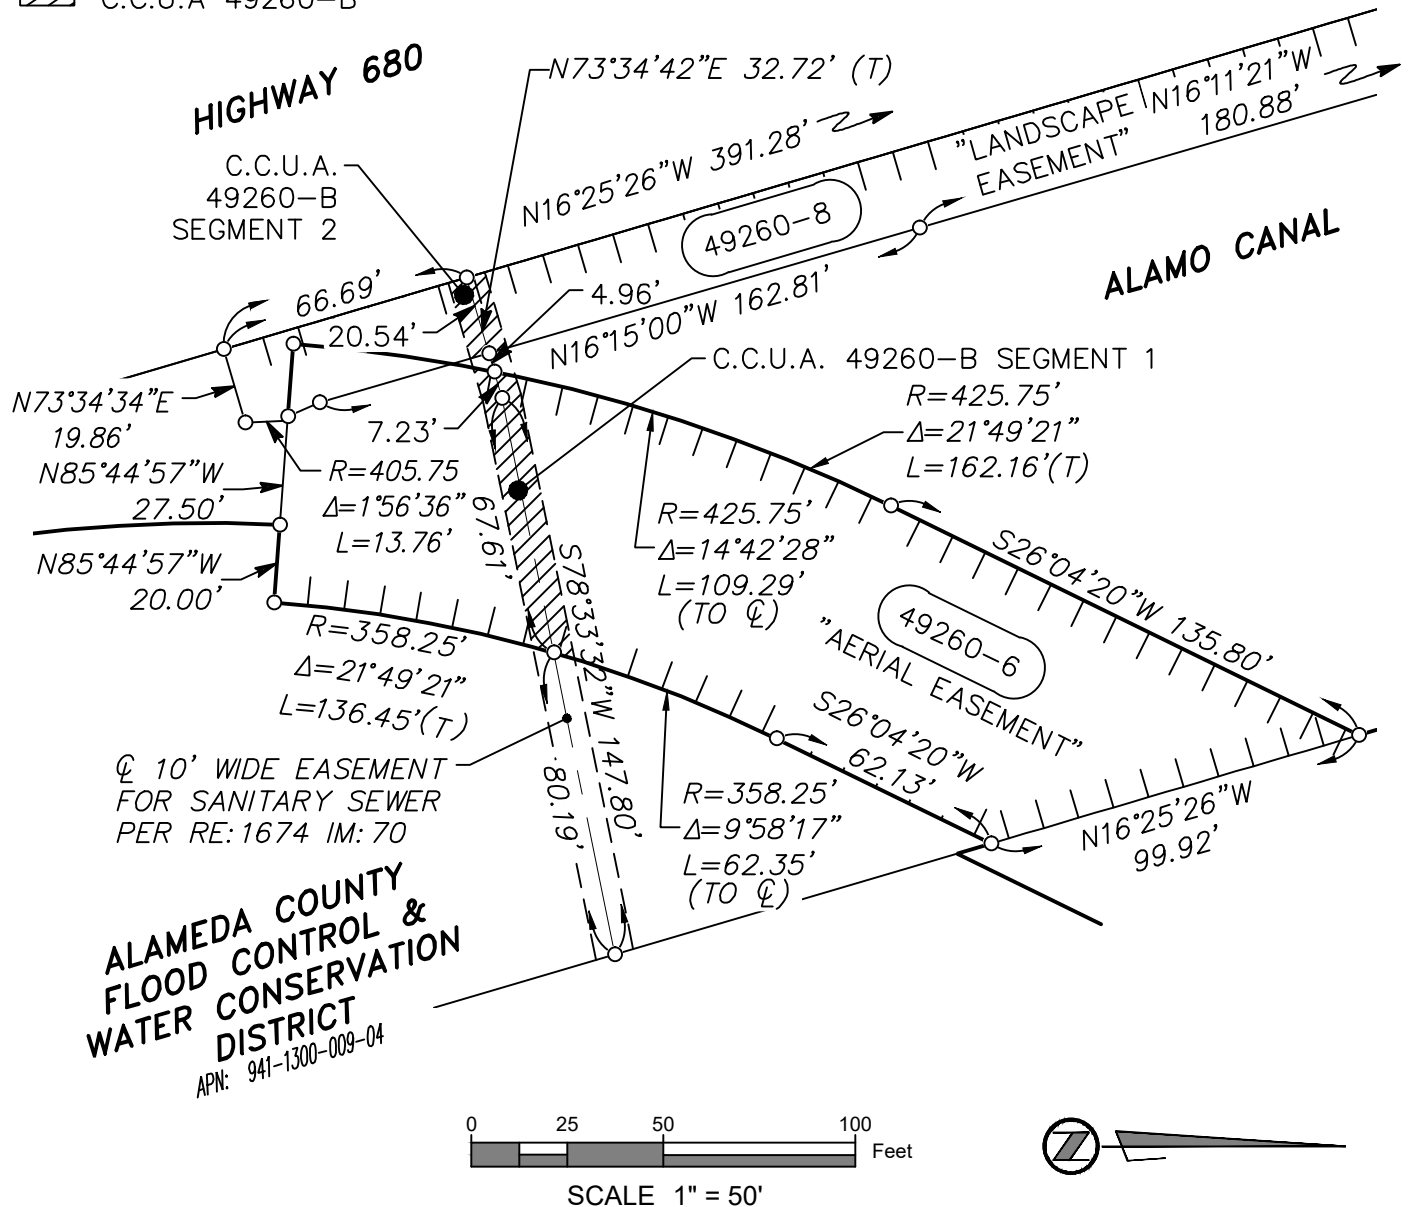 C.C.U.A 49260-B
HIGHWAY 680
N73°34'42"E 32.72' (T)
C.C.U.A.
49260-B
SEGMENT 2
N16°25'26"W 391.28'
49260-8
"LANDSCAPE
EASEMENT"
N16°11'21"W
180.88'
ALAMO CANAL
66.69'
20.54'
4.96'
N16°15'00"W 162.81'
C.C.U.A. 49260-B SEGMENT 1
N73°34'34"E
19.86'
N85°44'57"W
27.50'
N85°44'57"W
20.00'
7.23'
R=405.75
Δ=1°56'36"
L=13.76'
R=425.75'
Δ=21°49'21"
L=162.16'(T)
R=425.75'
Δ=14°42'28"
L=109.29'
(TO ℄)
67.61'
S78°33'32"W 147.80'
S26°04'20"W 135.80'
49260-6
"AERIAL EASEMENT"
R=358.25'
Δ=21°49'21"
L=136.45'(T)
S26°04'20"W
62.13'
℄ 10' WIDE EASEMENT
FOR SANITARY SEWER
PER RE:1674 IM:70
80.19'
R=358.25'
Δ=9°58'17"
L=62.35'
(TO ℄)
N16°25'26"W
99.92'
ALAMEDA COUNTY
FLOOD CONTROL &
WATER CONSERVATION
DISTRICT
APN: 941-1300-009-04
0 25 50 100
Feet
SCALE 1" = 50'
Z